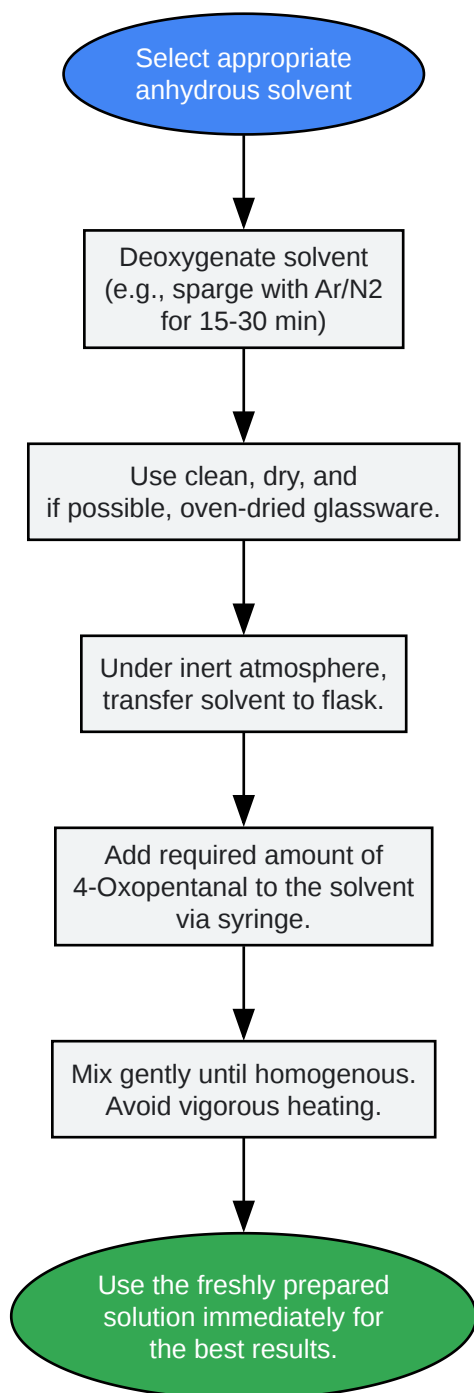 Select appropriate
anhydrous solvent
Deoxygenate solvent
(e.g., sparge with Ar/N2
for 15-30 min)
Use clean, dry, and
if possible, oven-dried glassware.
Under inert atmosphere,
transfer solvent to flask.
Add required amount of
4-Oxopentanal to the solvent
via syringe.
Mix gently until homogenous.
Avoid vigorous heating.
Use the freshly prepared
solution immediately for
the best results.